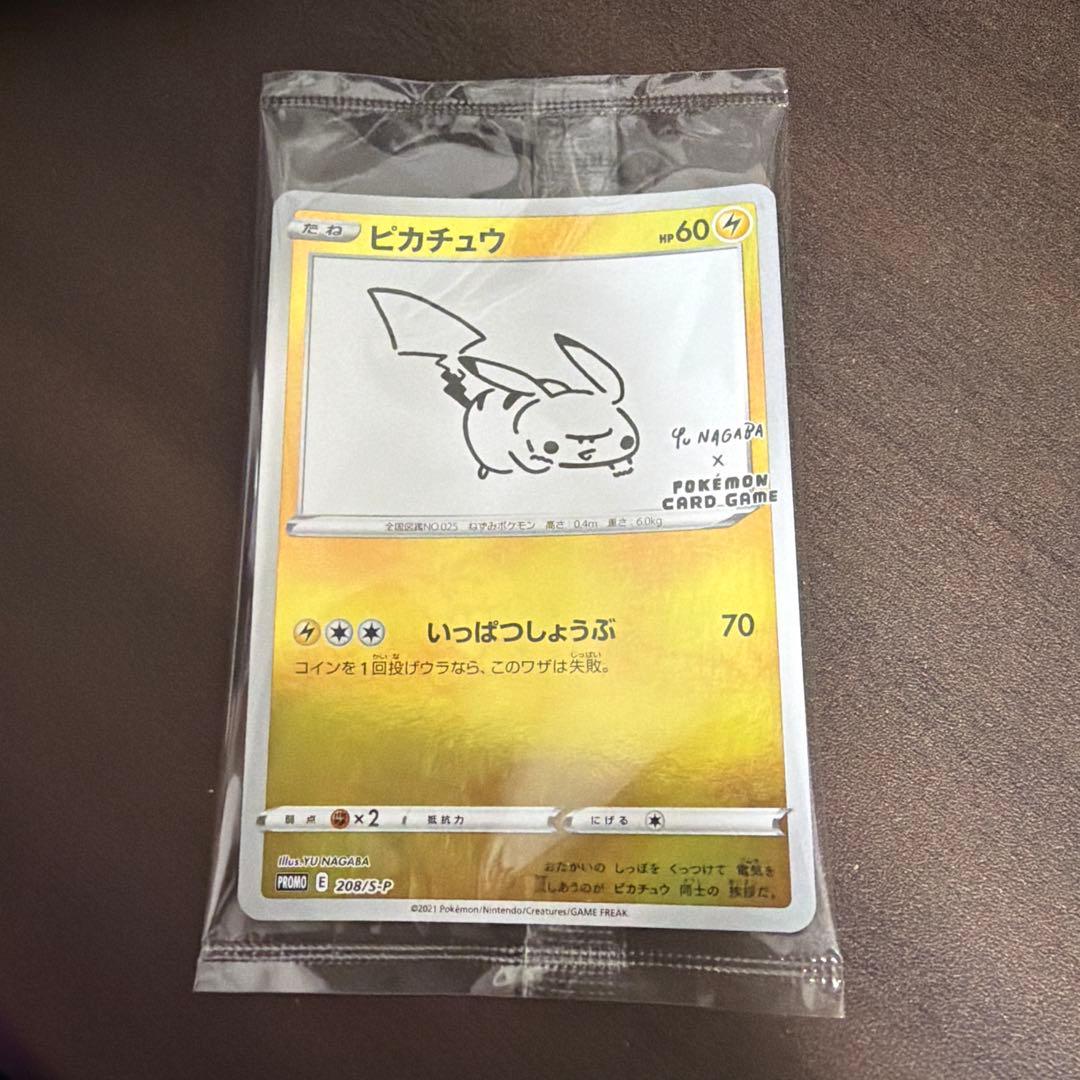 たね ピカチュウ HP60
Yu NAGABA
×
POKÉMON
CARD GAME
全国図鑑NO.025 ねずみポケモン 高さ:0.4m 重さ:6.0kg
いっぱつしょうぶ 70
コインを1回投げウラなら、このワザは失敗。
弱点 ×2 抵抗力 にげる
Illus. YU NAGABA
PROMO E 208/S-P
おたがいの しっぽを くっつけて 電気を
しあうのが ピカチュウ 同士の 挨拶だ。
©2021 Pokémon/Nintendo/Creatures/GAME FREAK